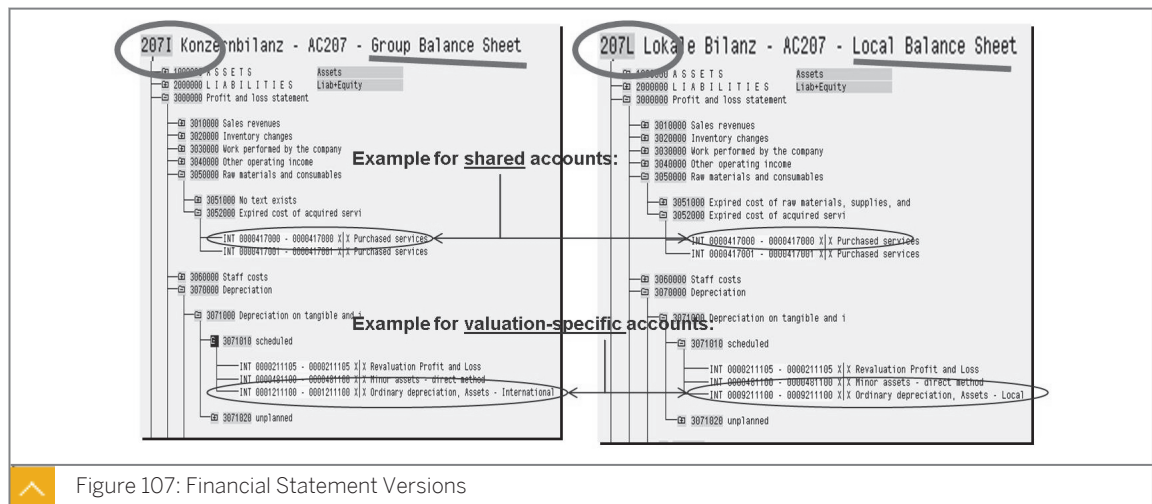 207I Konzernbilanz - AC207 - Group Balance Sheet
1000000 A S S E T S Assets
2000000 L I A B I L I T I E S Liab+Equity
3000000 Profit and loss statement
3010000 Sales revenues
3020000 Inventory changes
3030000 Work performed by the company
3040000 Other operating income
3050000 Raw materials and consumables
3051000 No text exists
3052000 Expired cost of acquired servi
INT 0000417000 - 0000417000 X X Purchased services
INT 0000417001 - 0000417001 X X Purchased services
3060000 Staff costs
3070000 Depreciation
3071000 Depreciation on tangible and i
3071010 scheduled
INT 0000211105 - 0000211105 X X Revaluation Profit and Loss
INT 0000481100 - 0000481100 X X Minor assets - direct method
INT 0001211100 - 0001211100 X X Ordinary depreciation, Assets - International
3071020 unplanned
Example for shared accounts:
Example for valuation-specific accounts:
207L Lokale Bilanz - AC207 - Local Balance Sheet
1000000 A S S E T S Assets
2000000 L I A B I L I T I E S Liab+Equity
3000000 Profit and loss statement
3010000 Sales revenues
3020000 Inventory changes
3030000 Work performed by the company
3040000 Other operating income
3050000 Raw materials and consumables
3051000 Expired cost of raw materials, supplies, and
3052000 Expired cost of acquired servi
INT 0000417000 - 0000417000 X X Purchased services
INT 0000417001 - 0000417001 X X Purchased services
3060000 Staff costs
3070000 Depreciation
3071000 Depreciation on tangible and i
3071010 scheduled
INT 0000211105 - 0000211105 X X Revaluation Profit and Loss
INT 0000481100 - 0000481100 X X Minor assets - direct method
INT 0009211100 - 0009211100 X X Ordinary depreciation, Assets - Local
3071020 unplanned
Figure 107: Financial Statement Versions